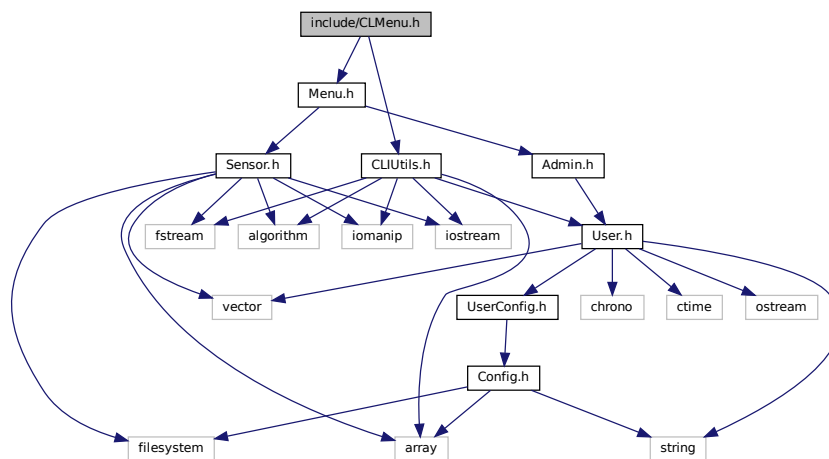 include/CLMenu.h
Menu.h
Sensor.h
CLIUtils.h
Admin.h
fstream
algorithm
iomanip
iostream
User.h
vector
UserConfig.h
chrono
ctime
ostream
Config.h
filesystem
array
string